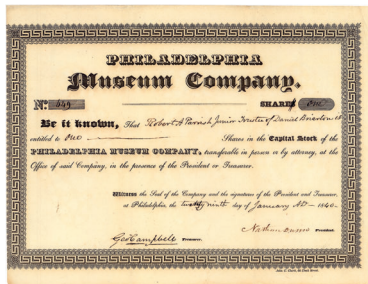 PHILADELPHIA
Museum Company.
No. 449 SHARE One
Be it known, That Robert A Parrish Junior Trustee of Daniel is
entitled to One Shares in the Capital Stock of the
PHILADELPHIA MUSEUM COMPANY, transferable in person or by attorney, at the
Office of said Company, in the presence of the President or Treasurer.
Witness the Seal of the Company and the signatures of the President and Treasurer,
at Philadelphia, the twenty ninth day of January AD 1840.
President.
Geo Campbell Treasurer.